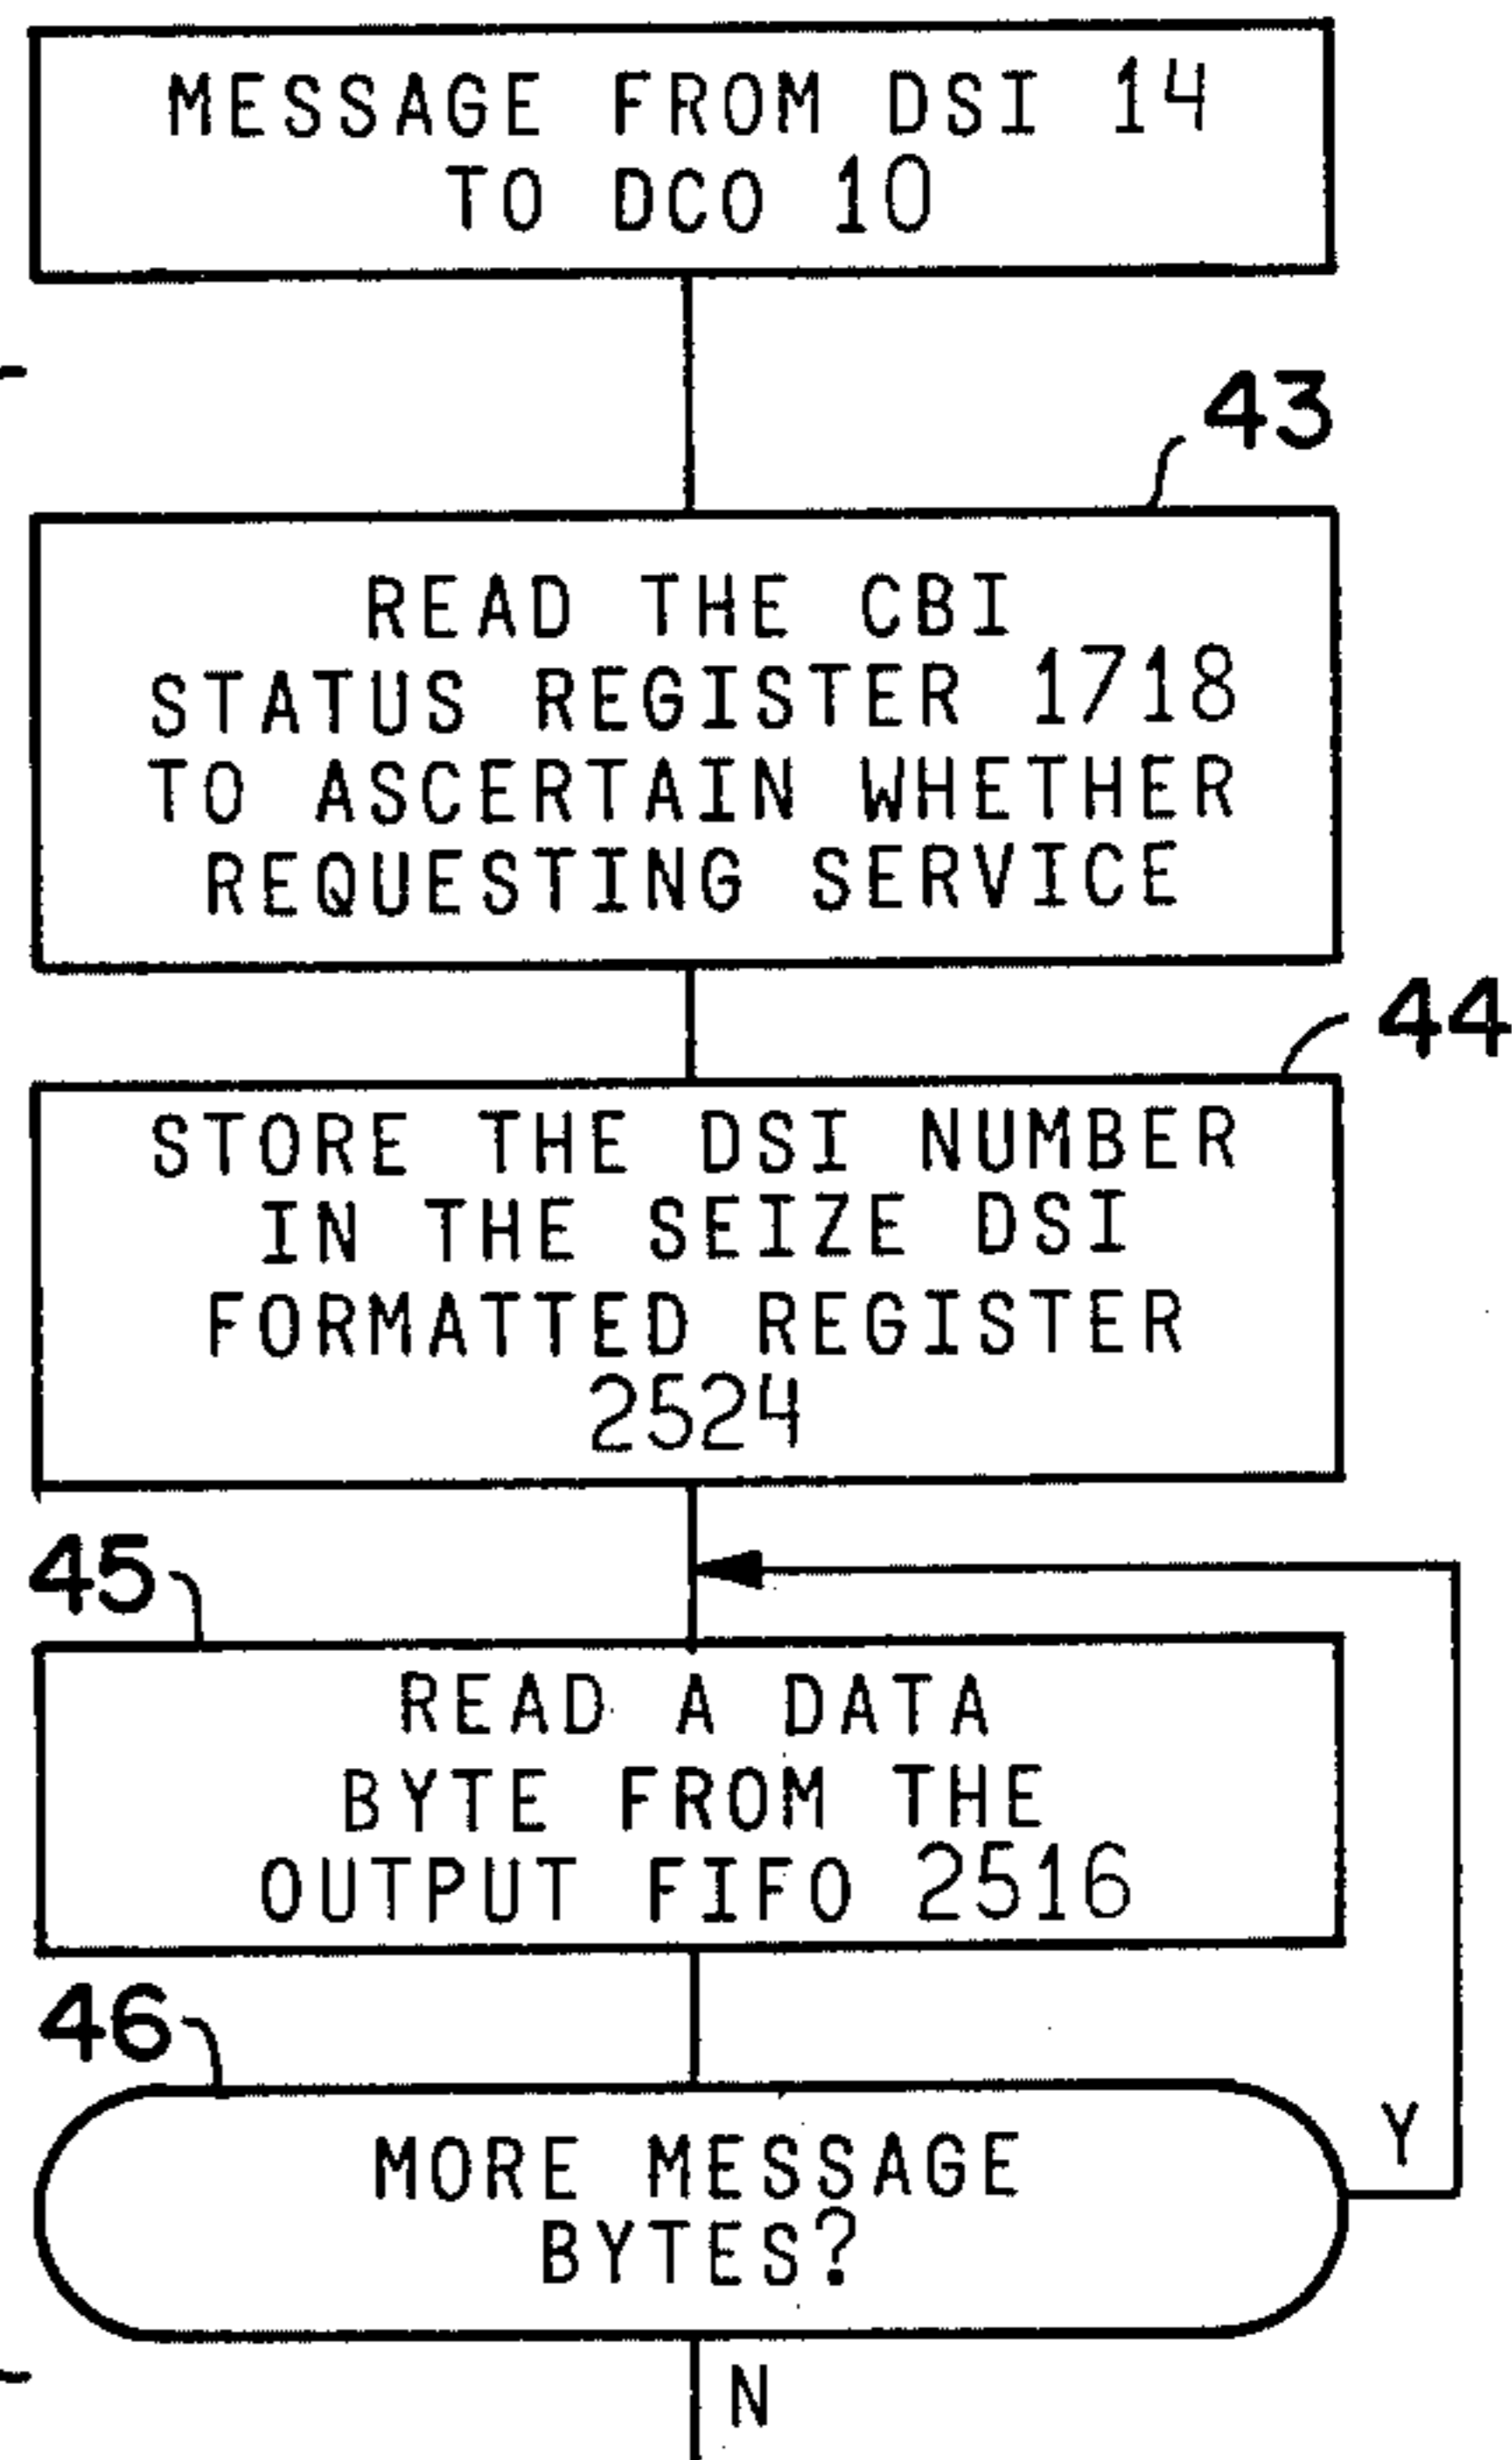 MESSAGE FROM DSI 14
TO DCO 10
43
READ THE CBI
STATUS REGISTER 1718
TO ASCERTAIN WHETHER
REQUESTING SERVICE
44
STORE THE DSI NUMBER
IN THE SEIZE DSI
FORMATTED REGISTER
2524
45
READ A DATA
BYTE FROM THE
OUTPUT FIFO 2516
46
MORE MESSAGE
BYTES?
Y
N